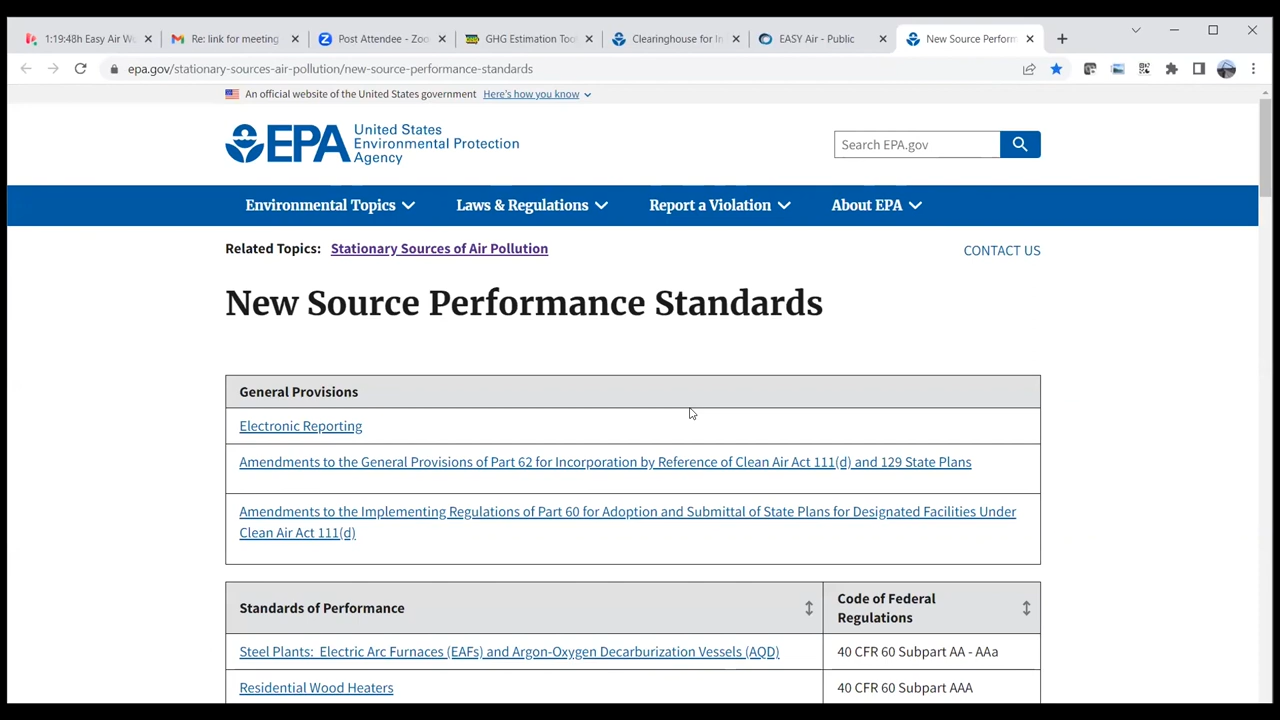 1:19:48h Easy Air Wo
Re: link for meeting
Post Attendee - Zoo
GHG Estimation Too
Clearinghouse for In
EASY Air - Public
New Source Perform
epa.gov/stationary-sources-air-pollution/new-source-performance-standards
An official website of the United States government Here's how you know
EPA
United States
Environmental Protection
Agency
Search EPA.gov
Environmental Topics
Laws & Regulations
Report a Violation
About EPA
Related Topics: Stationary Sources of Air Pollution
CONTACT US
New Source Performance Standards
General Provisions
Electronic Reporting
Amendments to the General Provisions of Part 62 for Incorporation by Reference of Clean Air Act 111(d) and 129 State Plans
Amendments to the Implementing Regulations of Part 60 for Adoption and Submittal of State Plans for Designated Facilities Under
Clean Air Act 111(d)
Standards of Performance
Code of Federal
Regulations
Steel Plants: Electric Arc Furnaces (EAFs) and Argon-Oxygen Decarburization Vessels (AQD)
40 CFR 60 Subpart AA - AAa
Residential Wood Heaters
40 CFR 60 Subpart AAA